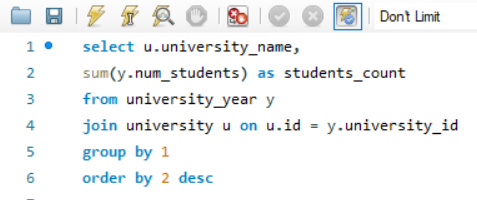 Don't Limit
1 select u.university_name,
2 sum(y.num_students) as students_count
3 from university_year y
4 join university u on u.id = y.university_id
5 group by 1
6 order by 2 desc